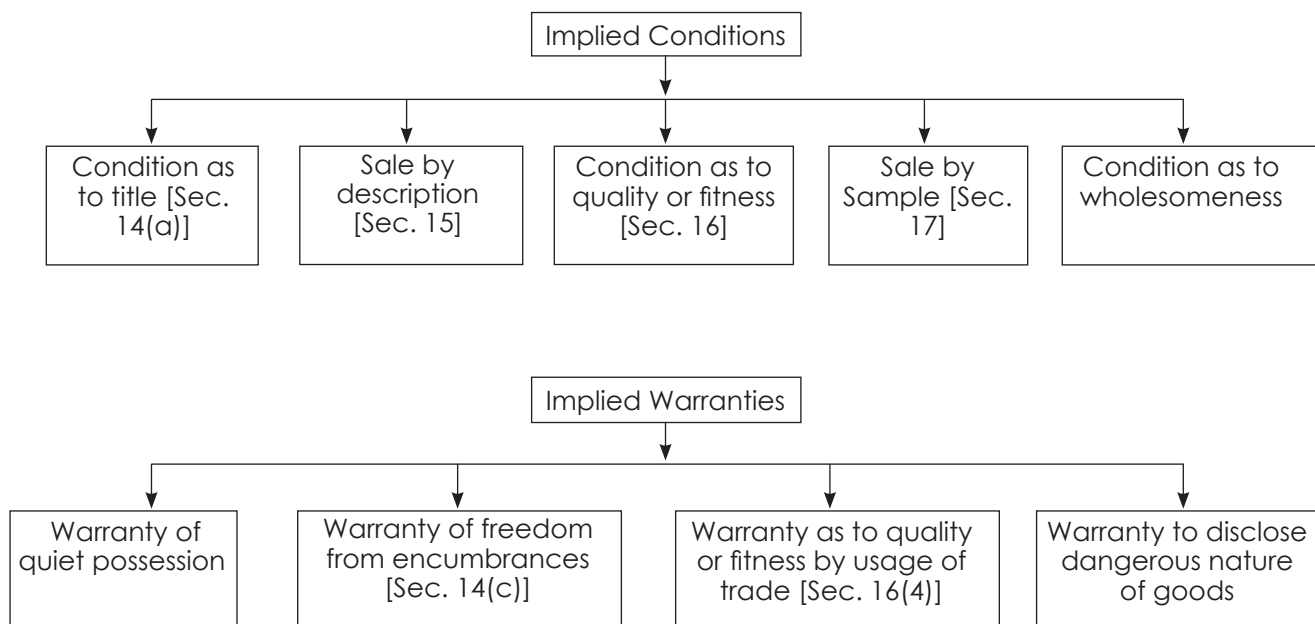 Implied Conditions
Condition as
to title [Sec.
14(a)]
Sale by
description
[Sec. 15]
Condition as to
quality or fitness
[Sec. 16]
Sale by
Sample [Sec.
17]
Condition as to
wholesomeness
Implied Warranties
Warranty of
quiet possession
Warranty of freedom
from encumbrances
[Sec. 14(c)]
Warranty as to quality
or fitness by usage of
trade [Sec. 16(4)]
Warranty to disclose
dangerous nature
of goods